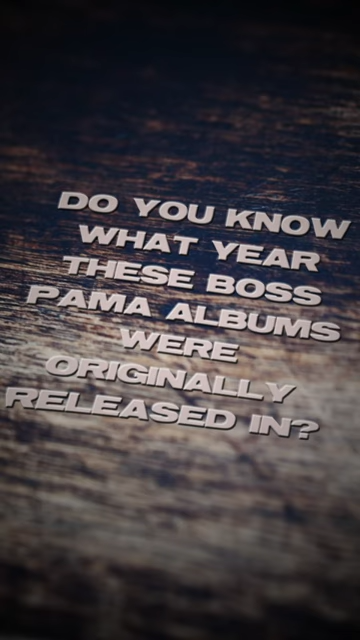 DO YOU KNOW
WHAT YEAR
THESE BOSS
PAMA ALBUMS
WERE
ORIGINALLY
RELEASED IN?